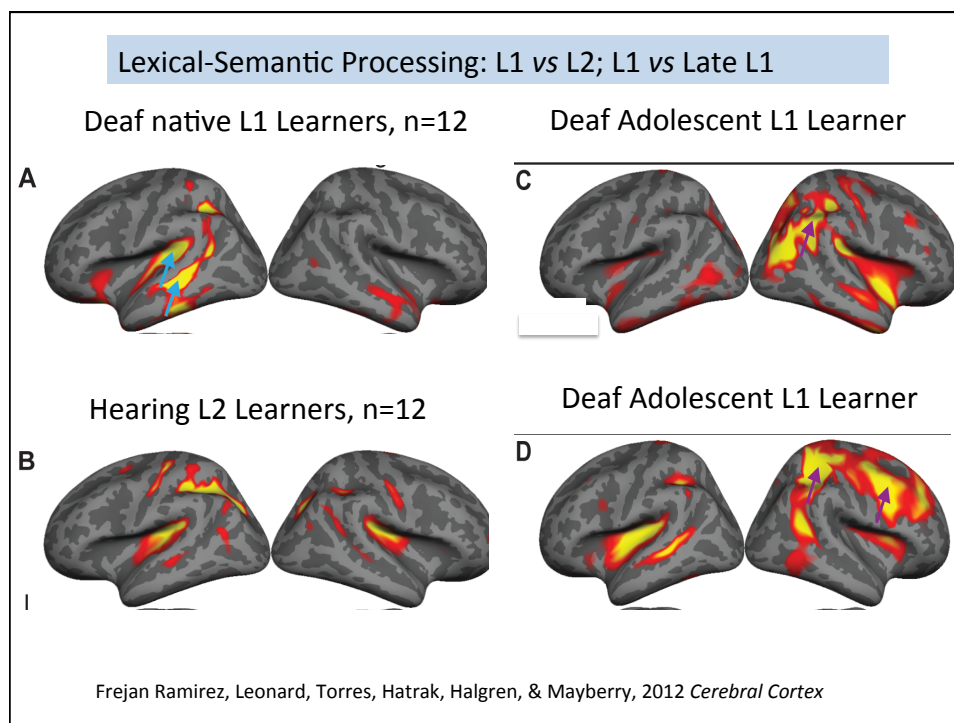 Lexical-Semantic Processing: L1 vs L2; L1 vs Late L1
Deaf native L1 Learners, n=12
Deaf Adolescent L1 Learner
A
C
Hearing L2 Learners, n=12
Deaf Adolescent L1 Learner
B
D
I
Frejan Ramirez, Leonard, Torres, Hatrak, Halgren, & Mayberry, 2012 Cerebral Cortex